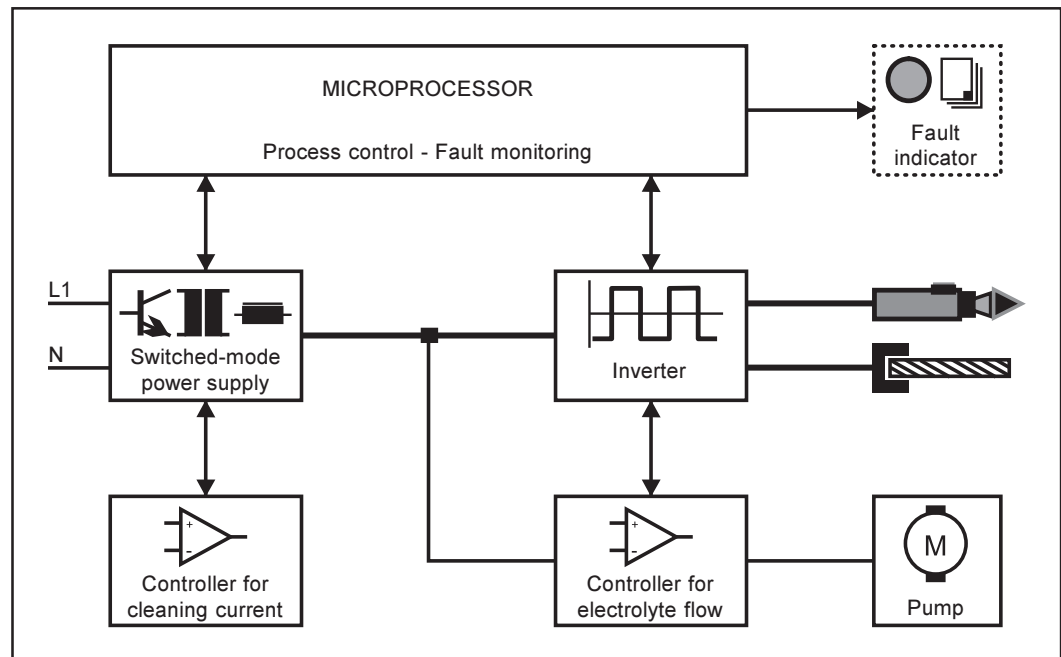 MICROPROCESSOR
Process control - Fault monitoring
Fault
indicator
L1
N
Switched-mode
power supply
Inverter
+
-
Controller for
cleaning current
+
-
Controller for
electrolyte flow
M
Pump